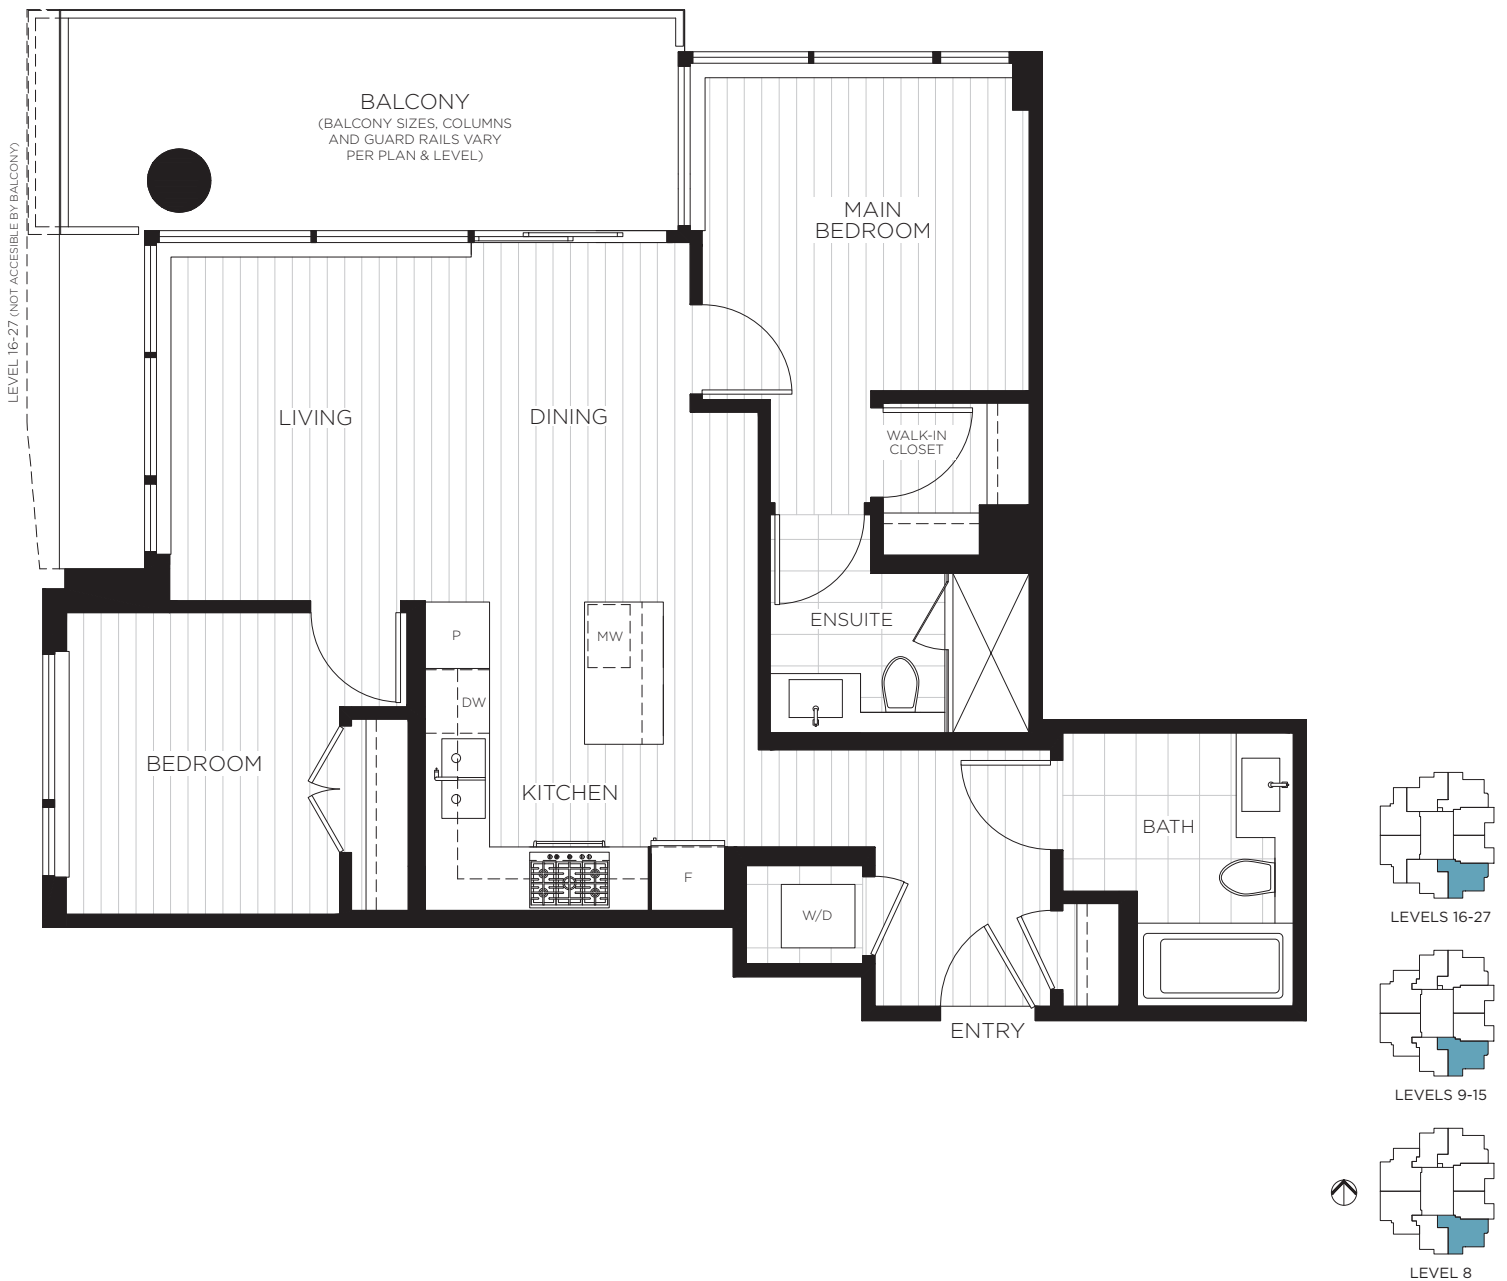 BALCONY
(BALCONY SIZES, COLUMNS
AND GUARD RAILS VARY
PER PLAN & LEVEL)
LEVEL 16-27 (NOT ACCESIBLE BY BALCONY)
MAIN
BEDROOM
LIVING
DINING
WALK-IN
CLOSET
ENSUITE
P
MW
DW
BEDROOM
KITCHEN
BATH
F
W/D
ENTRY
LEVELS 16-27
LEVELS 9-15
LEVEL 8